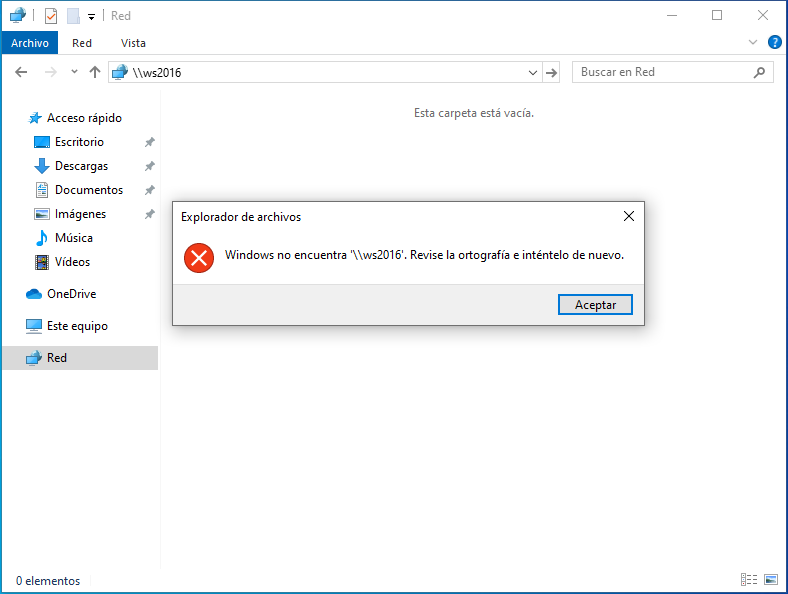 Red
Archivo
Red
Vista
?
\\ws2016
Buscar en Red
Acceso rápido
Escritorio
Descargas
Documentos
Imágenes
Música
Vídeos
OneDrive
Este equipo
Red
Esta carpeta está vacía.
Explorador de archivos
Windows no encuentra '\\ws2016'. Revise la ortografía e inténtelo de nuevo.
Aceptar
0 elementos